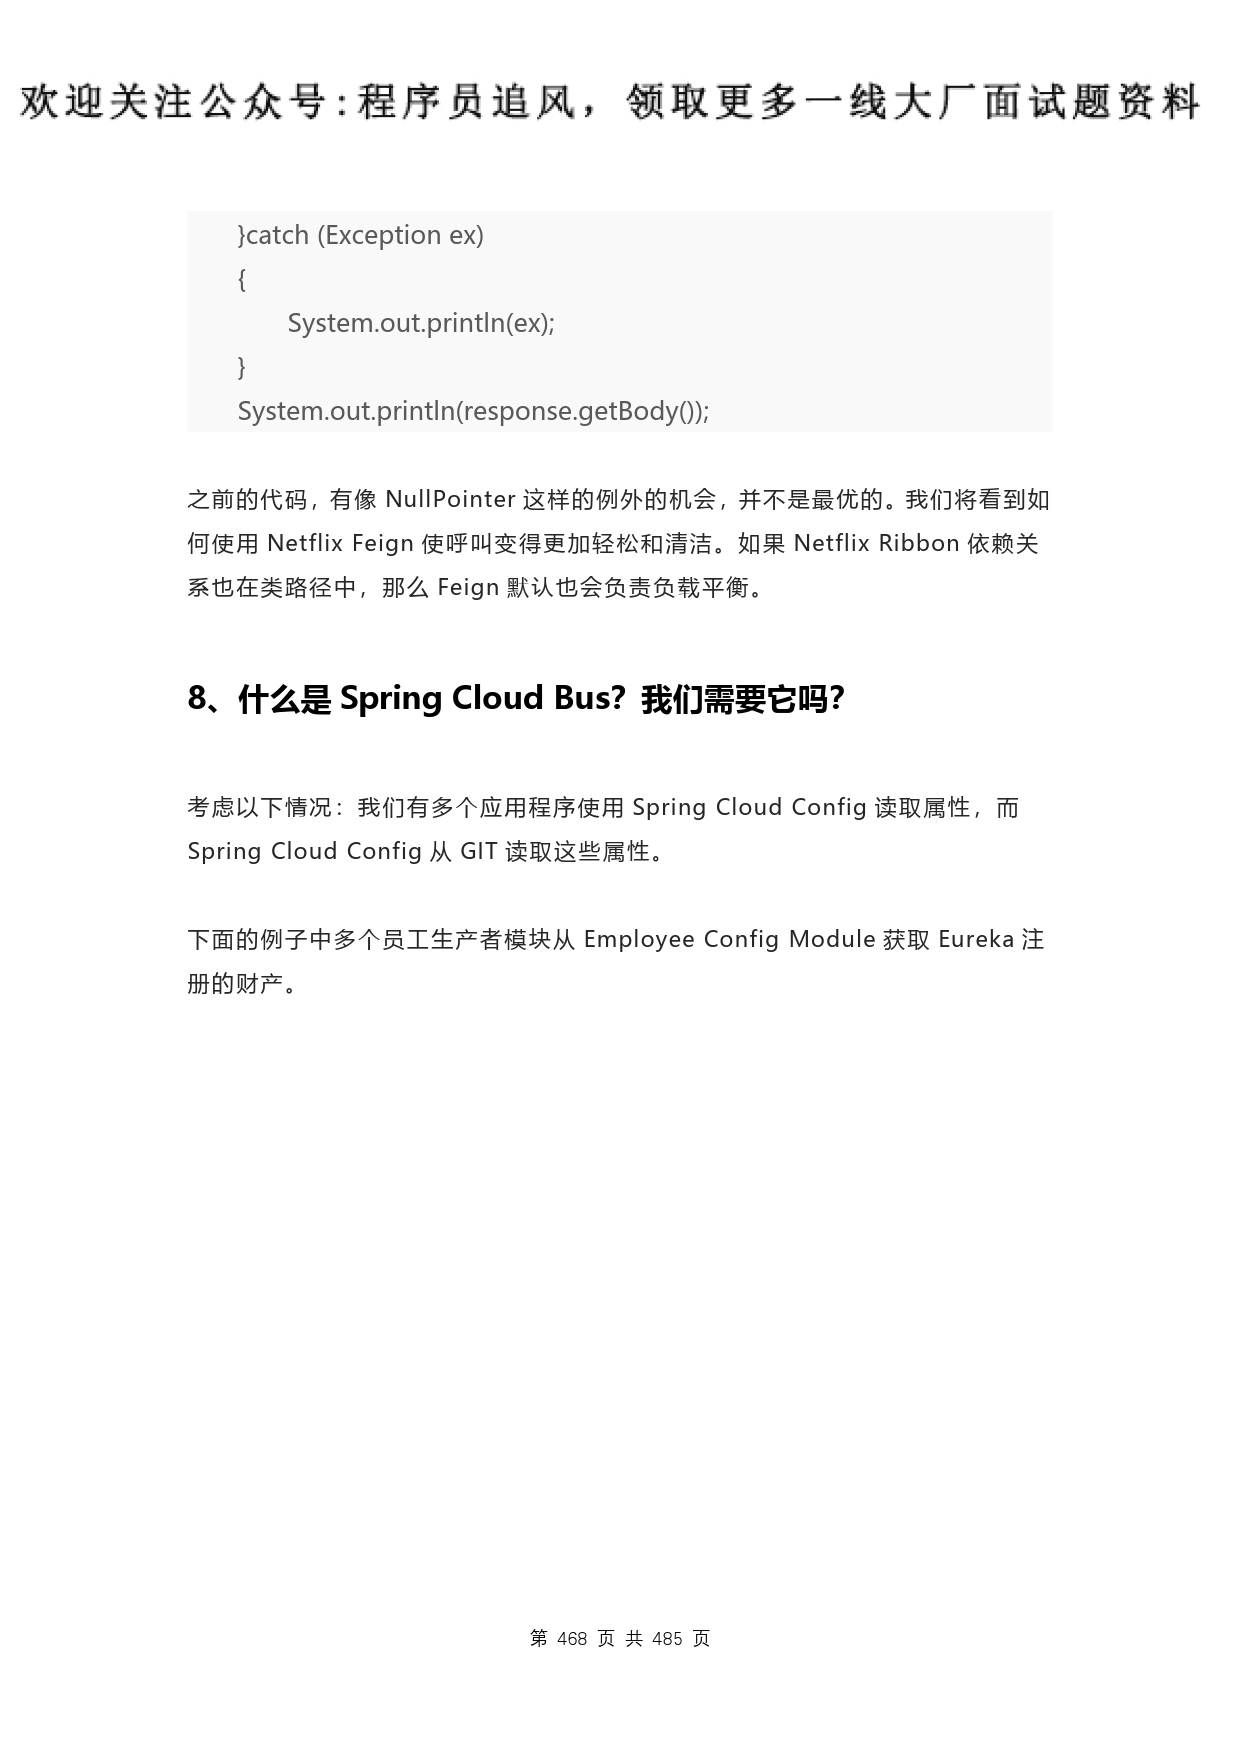 欢迎关注公众号:程序员追风，领取更多一线大厂面试题资料
}catch (Exception ex)
{
System.out.println(ex);
}
System.out.println(response.getBody());
之前的代码，有像 NullPointer 这样的例外的机会，并不是最优的。我们将看到如
何使用 Netflix Feign 使呼叫变得更加轻松和清洁。如果 Netflix Ribbon 依赖关
系也在类路径中，那么 Feign 默认也会负责负载平衡。
8、什么是 Spring Cloud Bus？我们需要它吗？
考虑以下情况：我们有多个应用程序使用 Spring Cloud Config 读取属性，而
Spring Cloud Config 从 GIT 读取这些属性。
下面的例子中多个员工生产者模块从 Employee Config Module 获取 Eureka 注
册的财产。
第 468 页 共 485 页